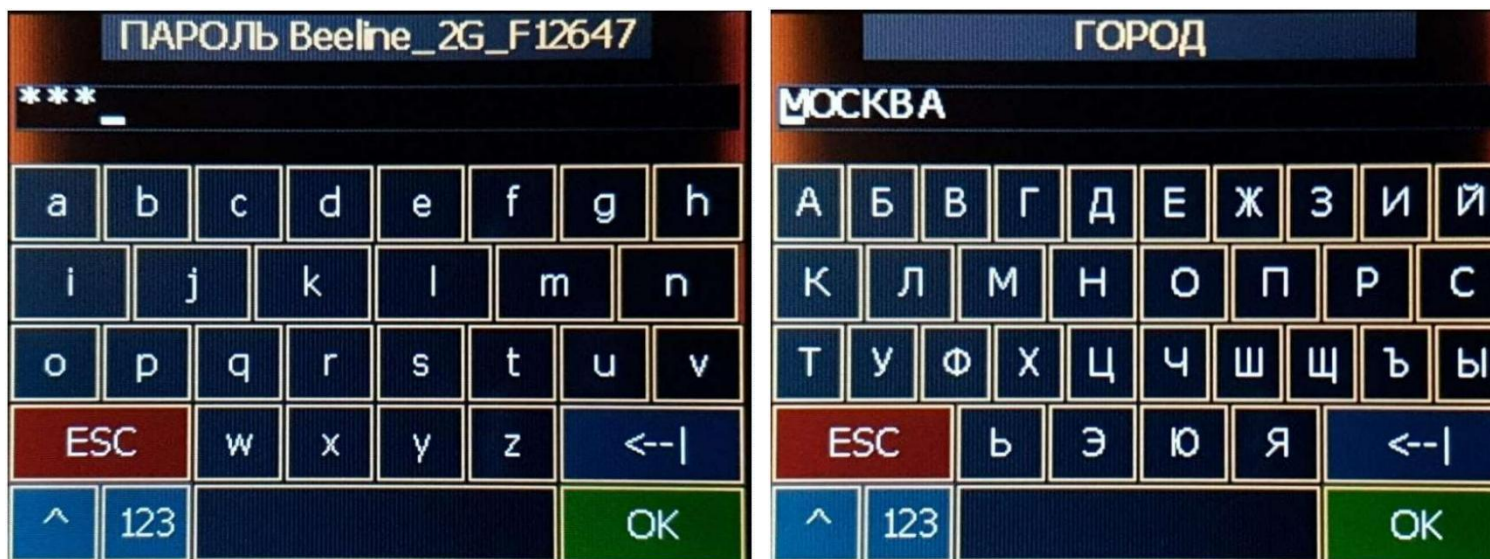 ПАРОЛЬ Beeline_2G_F12647
***_
a b c d e f g h
i j k l m n
o p q r s t u v
ESC w x y z <--|
^ 123 OK
ГОРОД
МОСКВА
А Б В Г Д Е Ж З И Й
К Л М Н О П Р С
Т У Ф Х Ц Ч Ш Щ Ъ Ы
ESC Ь Э Ю Я <--|
^ 123 OK